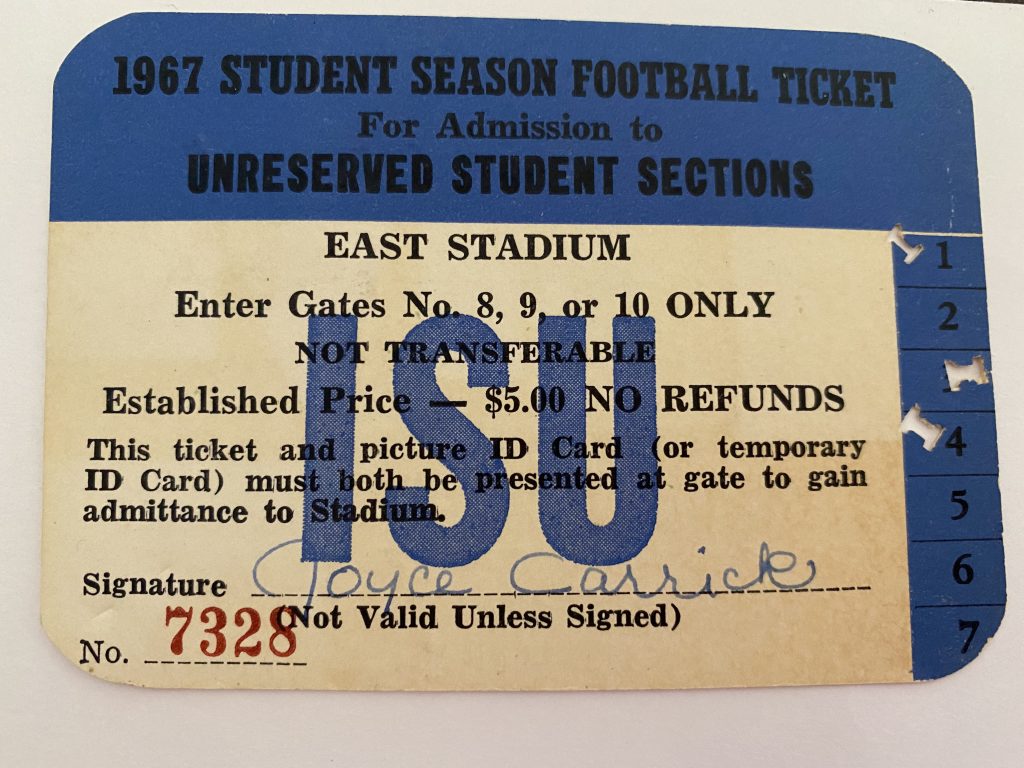 1967 STUDENT SEASON FOOTBALL TICKET
For Admission to
UNRESERVED STUDENT SECTIONS
EAST STADIUM
Enter Gates No. 8, 9, or 10 ONLY
NOT TRANSFERABLE
Established Price — $5.00 NO REFUNDS
This ticket and picture ID Card (or temporary
ID Card) must both be presented at gate to gain
admittance to Stadium.
ISU
Signature Joyce Carrick
(Not Valid Unless Signed)
No. 7328
1
2
4
5
6
7